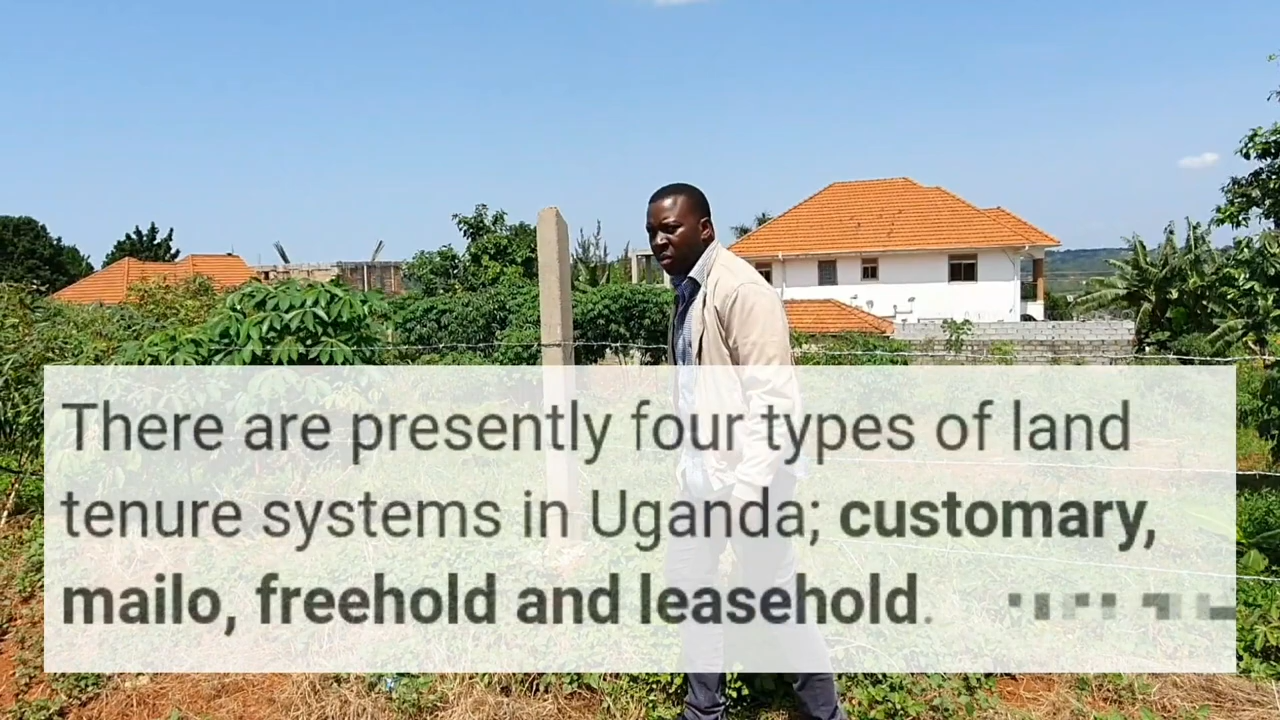 There are presently four types of land
tenure systems in Uganda; customary,
mailo, freehold and leasehold.